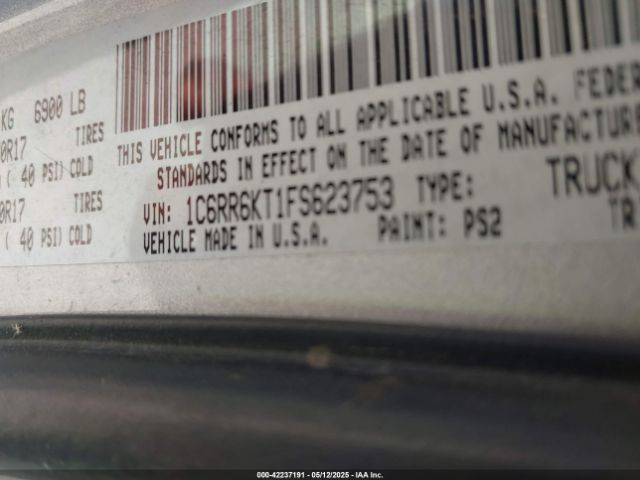 KG 6900 LB
0R17 TIRES
( 40 PSI) COLD
0R17 TIRES
( 40 PSI) COLD
THIS VEHICLE CONFORMS TO ALL APPLICABLE U.S.A. FEDER
STANDARDS IN EFFECT ON THE DATE OF MANUFACTURE
VIN: 1C6RR6KT1FS623753 TYPE: TRUCK
VEHICLE MADE IN U.S.A. PAINT: PS2 TR
000-42237191 - 05/12/2025 - IAA Inc.